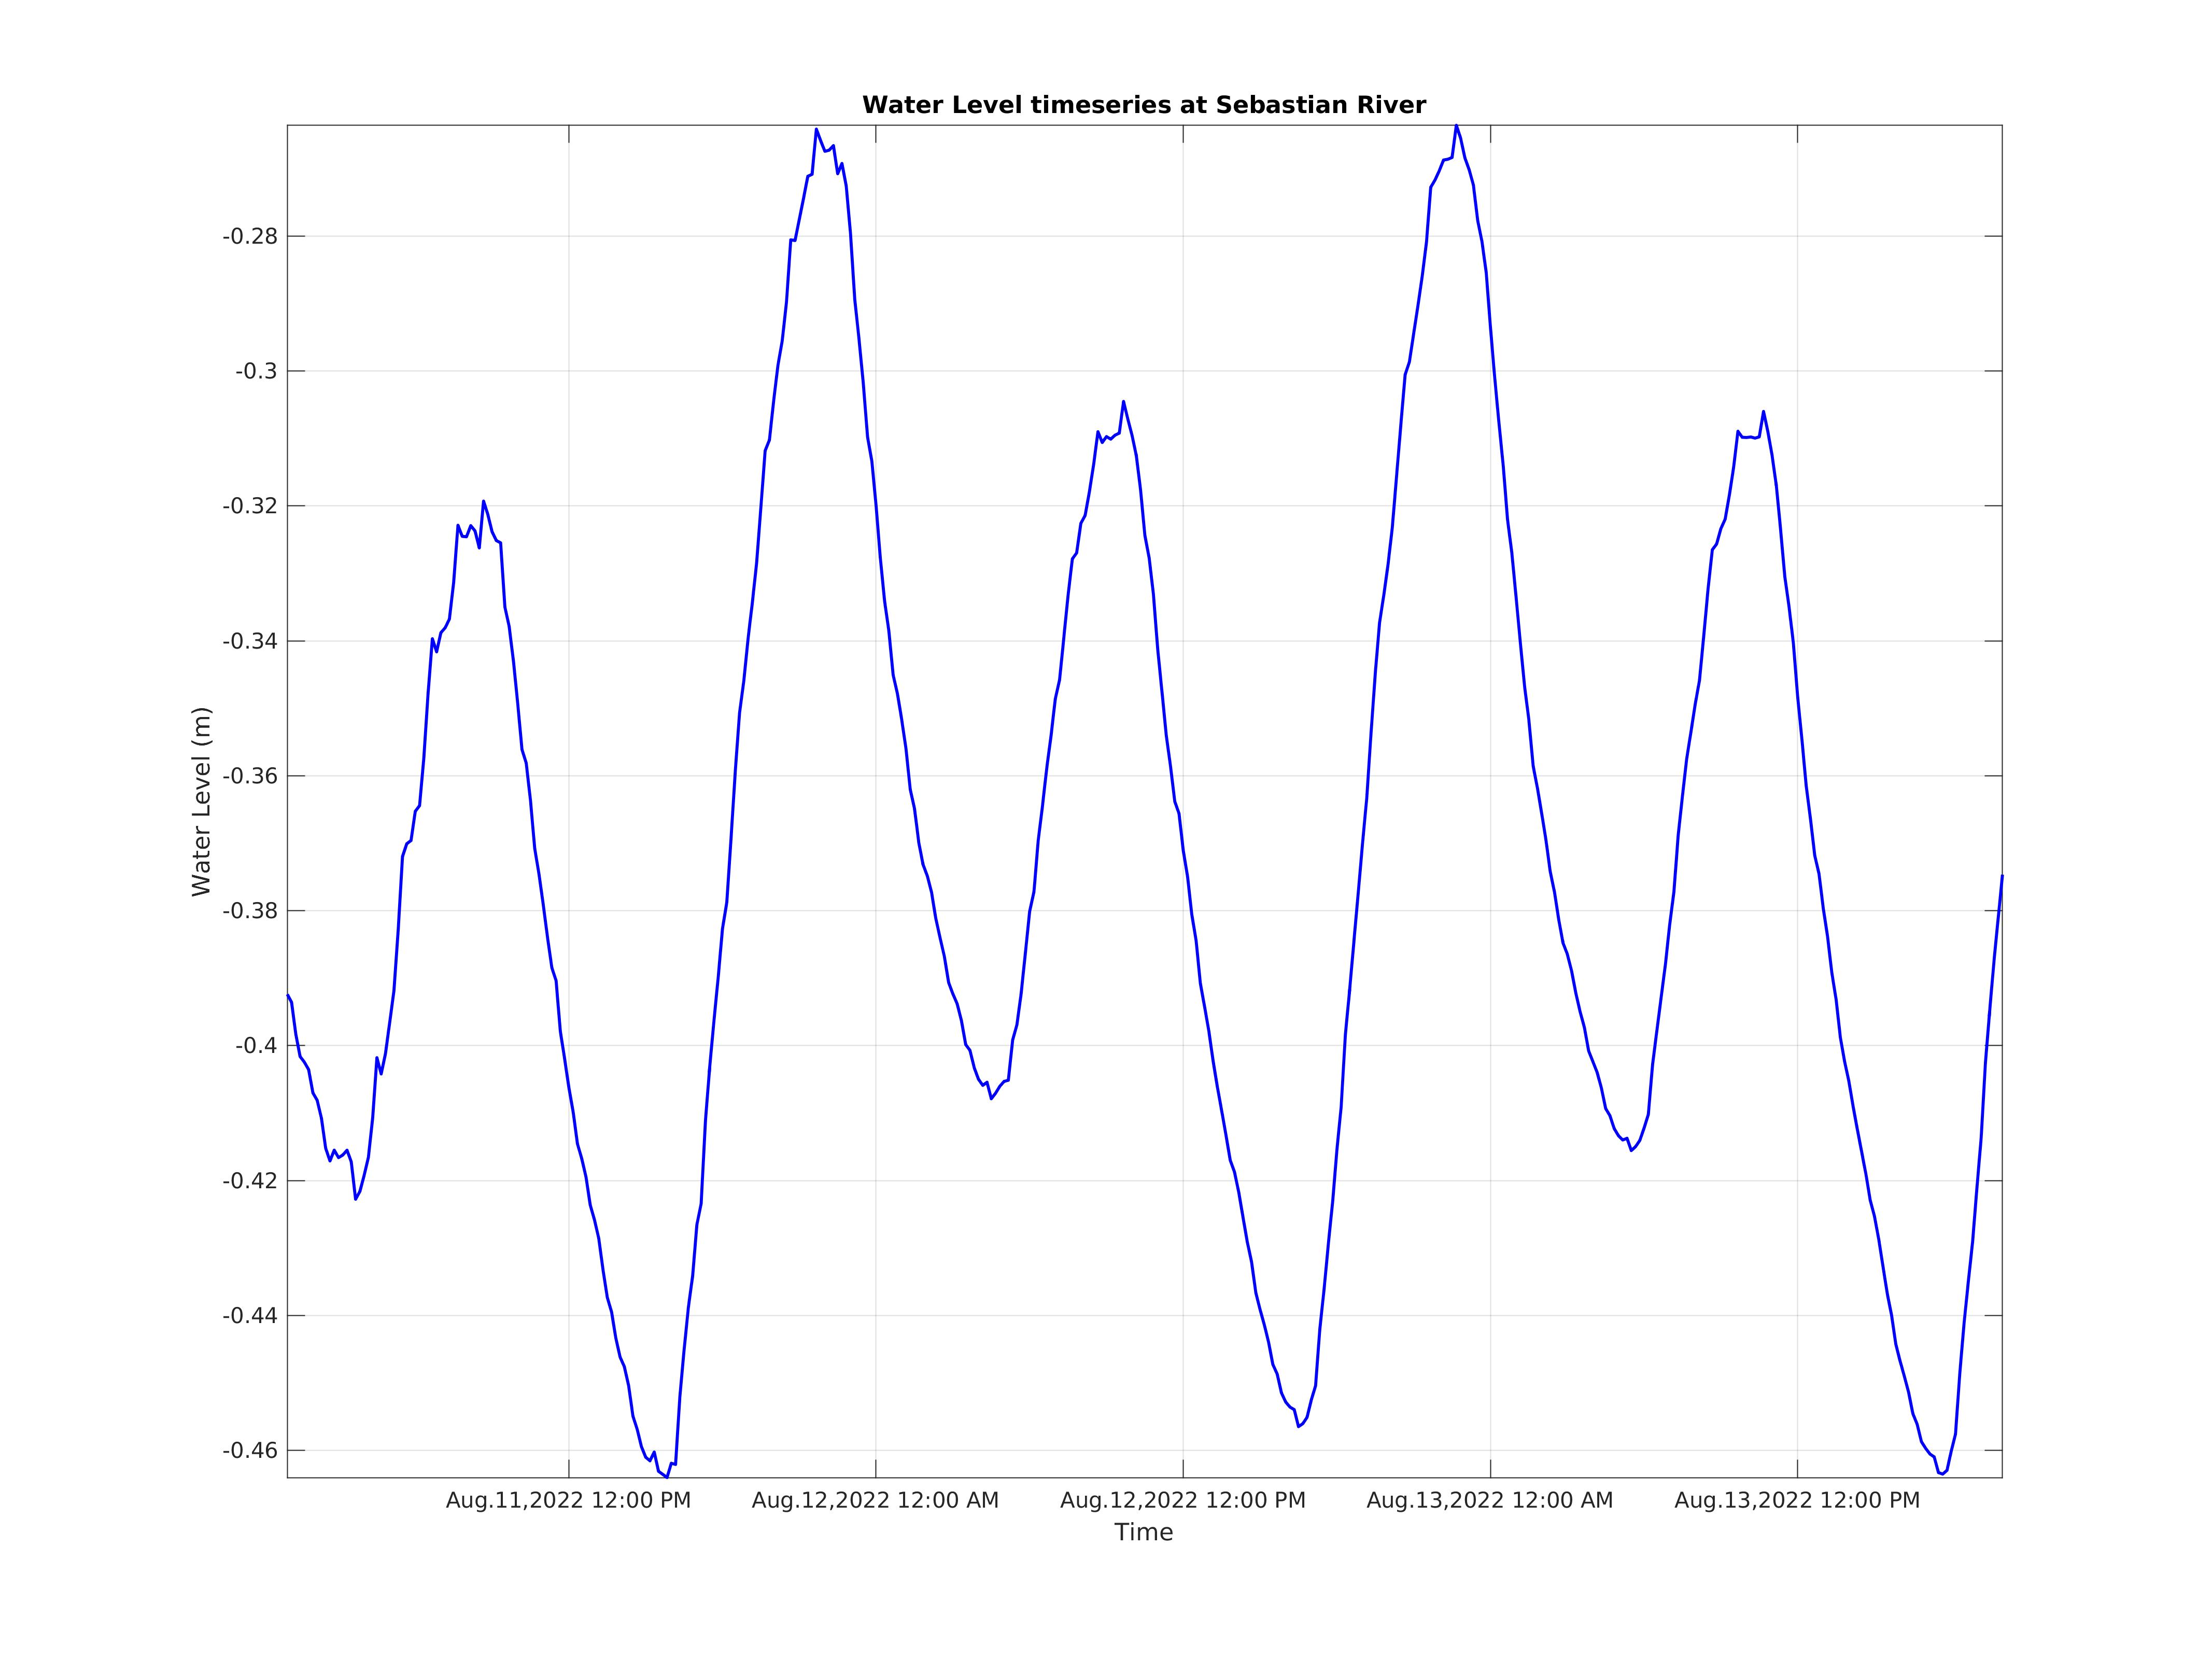 Water Level timeseries at Sebastian River
-0.28
-0.3
-0.32
-0.34
-0.36
-0.38
-0.4
-0.42
-0.44
-0.46
Water Level (m)
Aug.11,2022 12:00 PM
Aug.12,2022 12:00 AM
Aug.12,2022 12:00 PM
Aug.13,2022 12:00 AM
Aug.13,2022 12:00 PM
Time